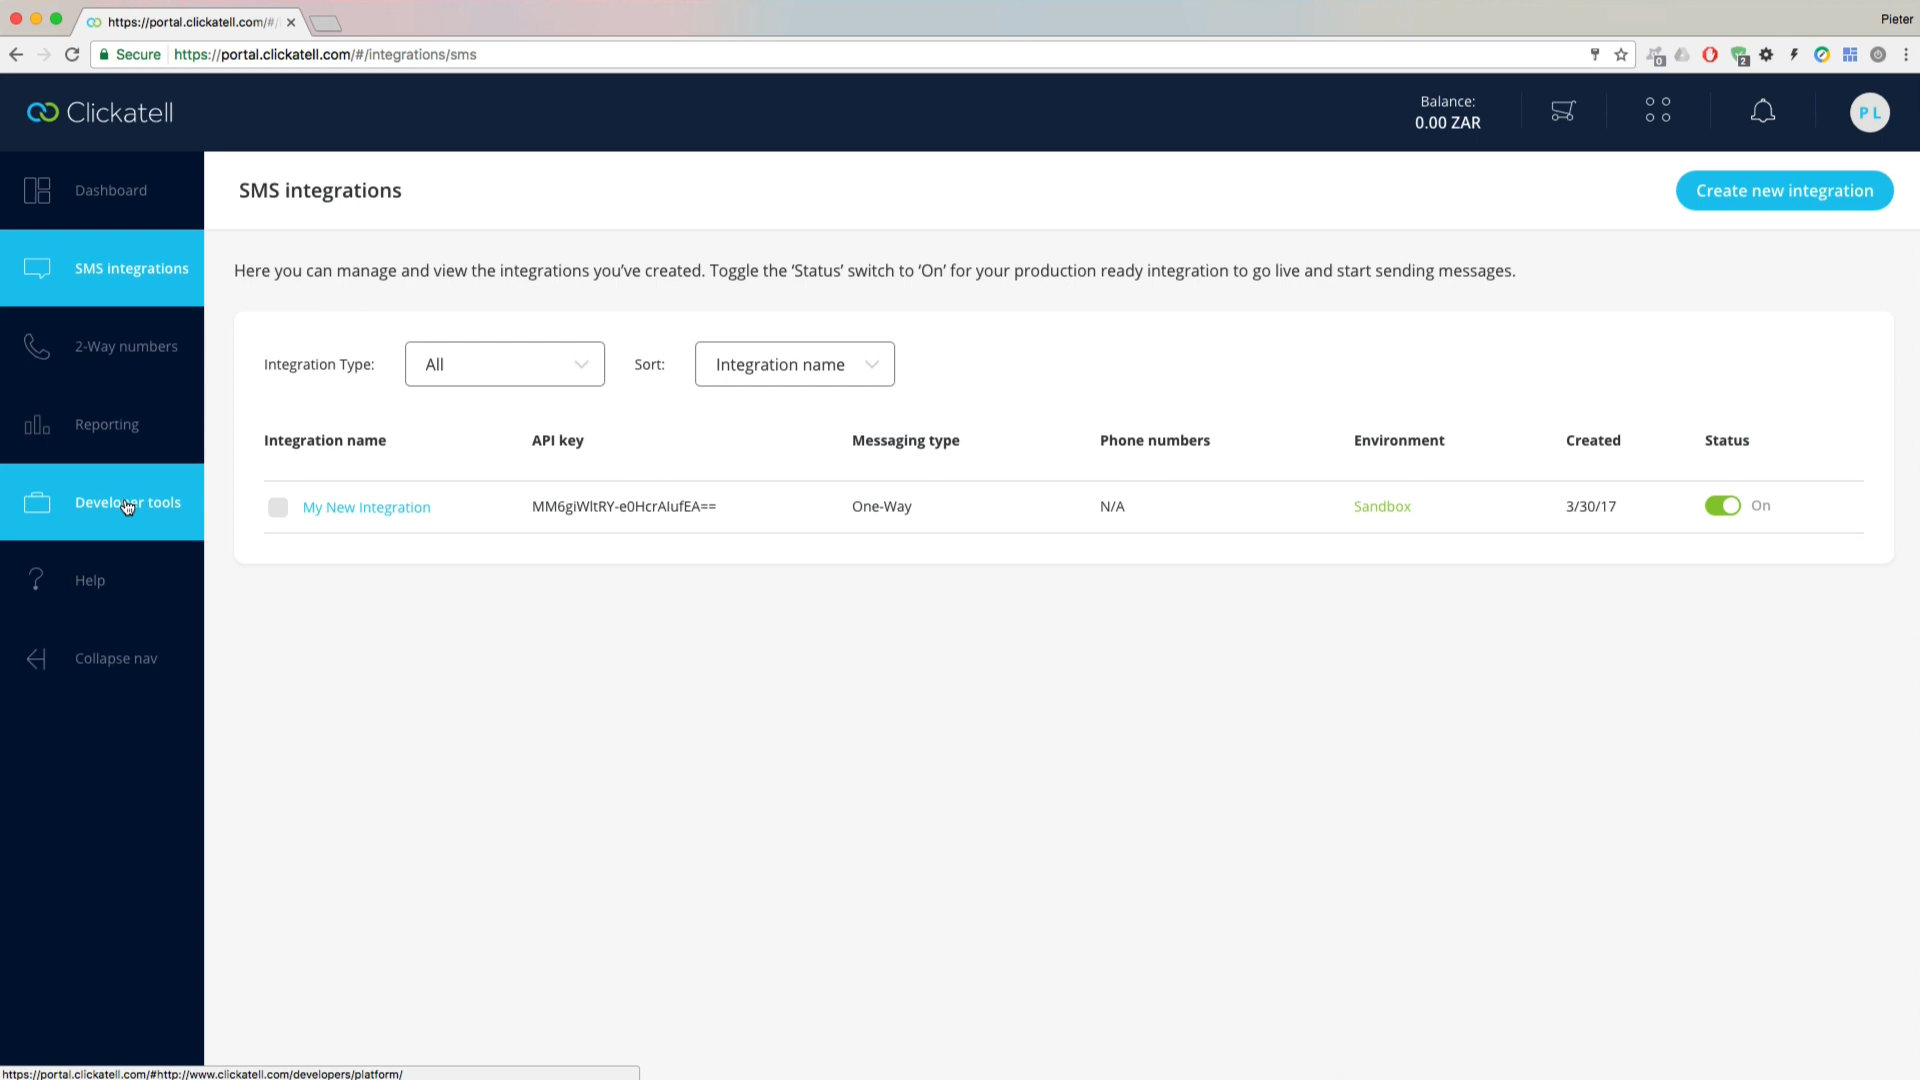 https://portal.clickatell.com/#/
Pieter
Secure https://portal.clickatell.com/#/integrations/sms
0
2
Clickatell
Balance:
0.00 ZAR
P L
Dashboard
SMS integrations
2-Way numbers
Reporting
Developer tools
Help
Collapse nav
SMS integrations
Create new integration
Here you can manage and view the integrations you’ve created. Toggle the ‘Status’ switch to ‘On’ for your production ready integration to go live and start sending messages.
Integration Type: All Sort: Integration name
Integration name API key Messaging type Phone numbers Environment Created Status
My New Integration MM6giWltRY-e0HcrAlufEA== One-Way N/A Sandbox 3/30/17 On
https://portal.clickatell.com/#http://www.clickatell.com/developers/platform/